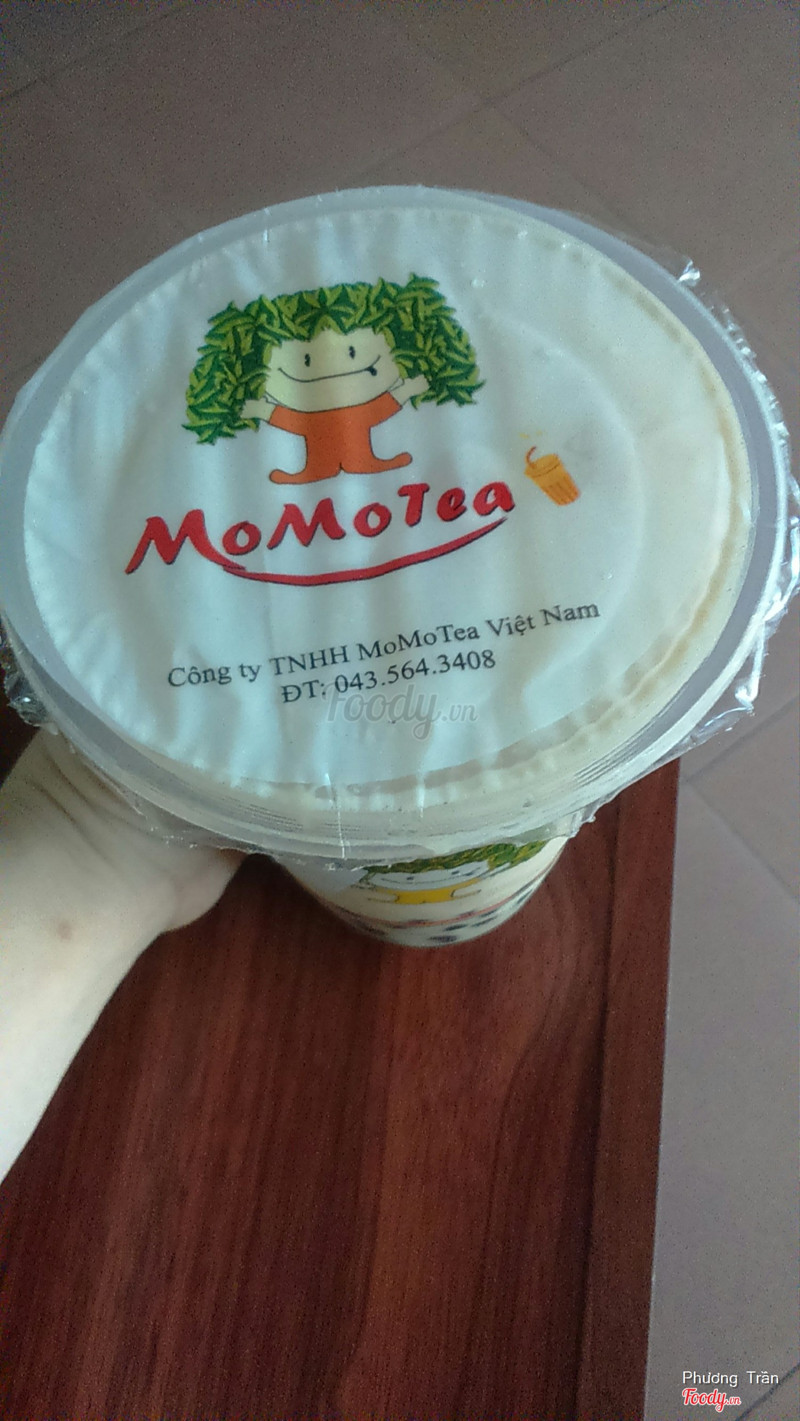 MoMoTea
Công ty TNHH MoMoTea Việt Nam
ĐT: 043.564.3408
foody.vn
Phương Trần
Foody.vn